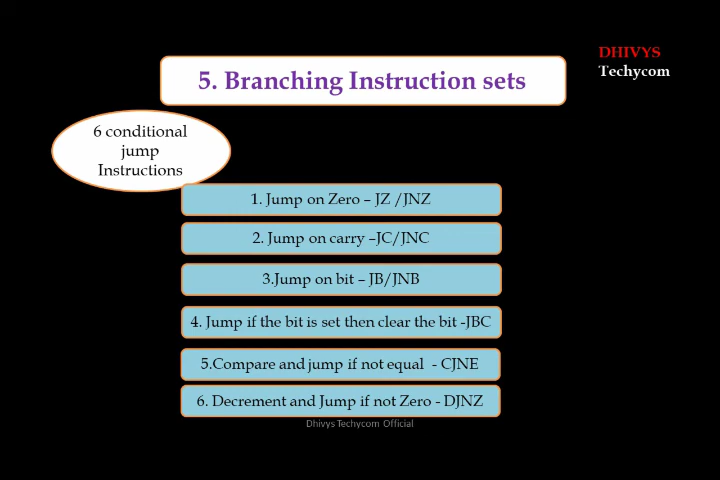 DHIVYS
Techycom
5. Branching Instruction sets
6 conditional
jump
Instructions
1. Jump on Zero – JZ /JNZ
2. Jump on carry –JC/JNC
3.Jump on bit – JB/JNB
4. Jump if the bit is set then clear the bit -JBC
5.Compare and jump if not equal - CJNE
6. Decrement and Jump if not Zero - DJNZ
Dhivys Techycom Official